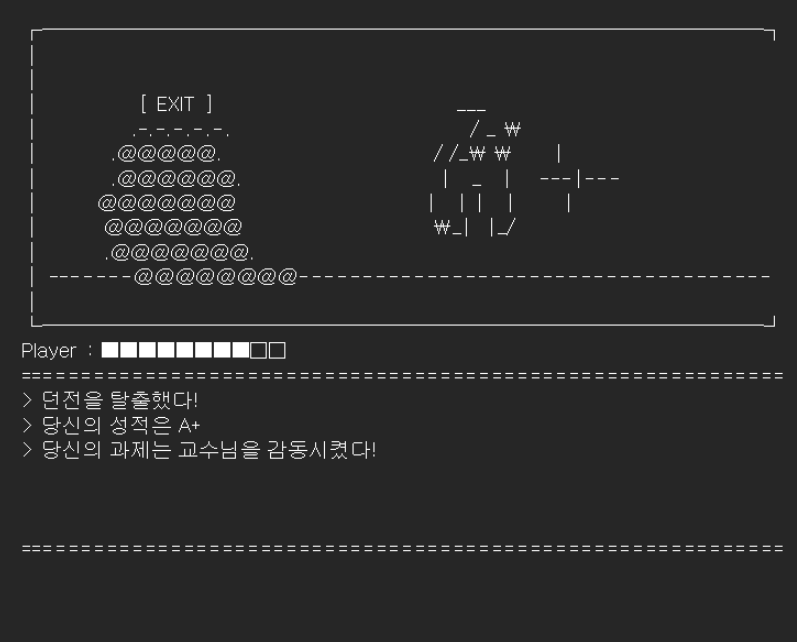 [ EXIT ]
Player : ■■■■■■■■□□
> 던전을 탈출했다!
> 당신의 성적은 A+
> 당신의 과제는 교수님을 감동시켰다!